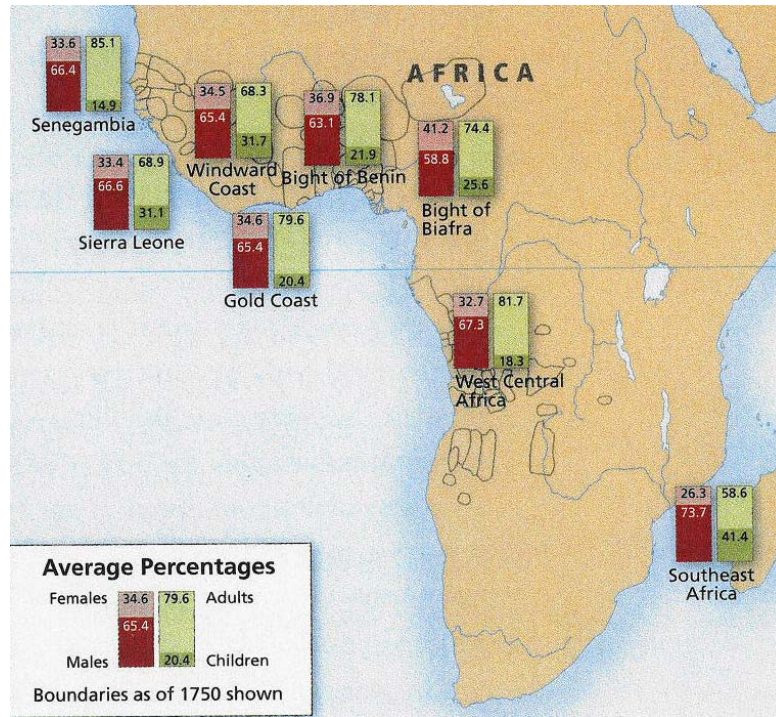 33.6 85.1
66.4
14.9
Senegambia
34.5 68.3
65.4
31.7
Windward
Coast
36.9 78.1
63.1
21.9
Bight of Benin
AFRICA
41.2 74.4
58.8
25.6
Bight of
Biafra
33.4 68.9
66.6
31.1
Sierra Leone
34.6 79.6
65.4
20.4
Gold Coast
32.7 81.7
67.3
18.3
West Central
Africa
26.3 58.6
73.7
41.4
Southeast
Africa
Average Percentages
Females 34.6 79.6 Adults
65.4
Males 20.4 Children
Boundaries as of 1750 shown